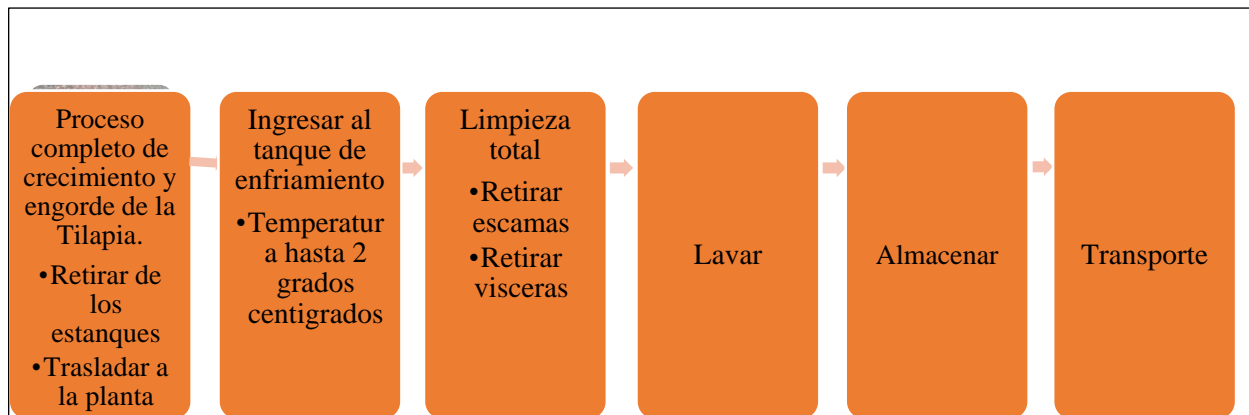 Proceso
completo de
crecimiento y
engorde de la
Tilapia.
•Retirar de
los
estanques
•Trasladar a
la planta
Ingresar al
tanque de
enfriamiento
•Temperatur
a hasta 2
grados
centigrados
Limpieza
total
•Retirar
escamas
•Retirar
visceras
Lavar
Almacenar
Transporte